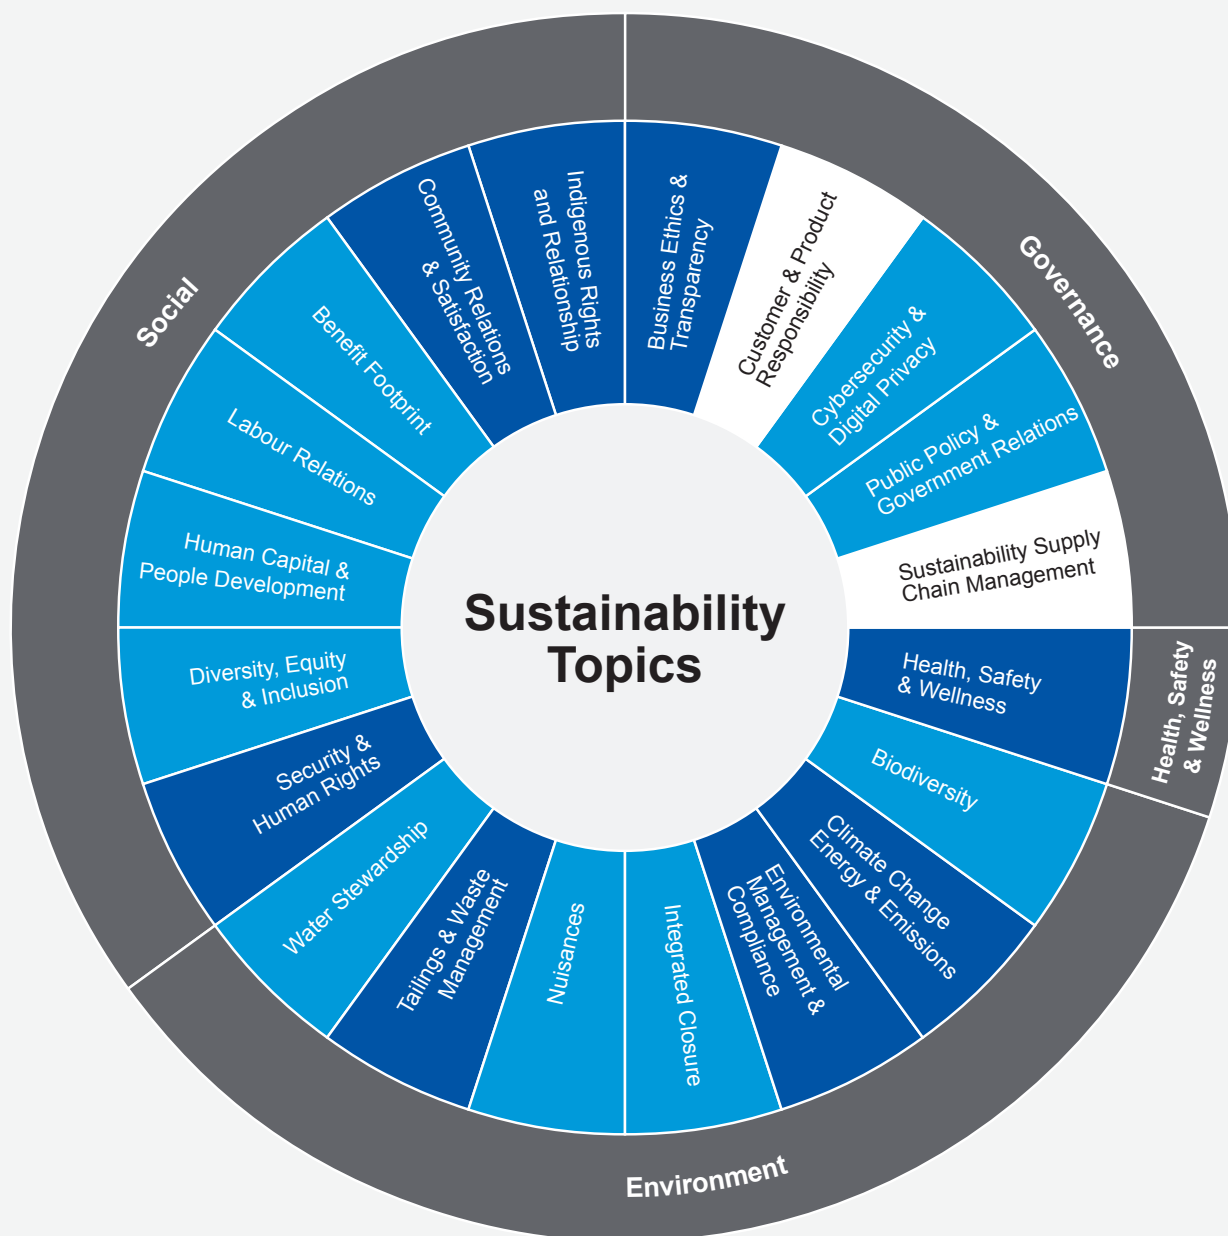 Sustainability
Topics
Governance
Business Ethics &
Transparency
Customer & Product
Responsibility
Cybersecurity &
Digital Privacy
Public Policy &
Government Relations
Sustainability Supply
Chain Management
Health, Safety
& Wellness
Health, Safety
& Wellness
Environment
Biodiversity
Climate Change
Energy & Emissions
Environmental
Management &
Compliance
Integrated Closure
Nuisances
Tailings & Waste
Management
Water Stewardship
Social
Security &
Human Rights
Diversity, Equity
& Inclusion
Human Capital &
People Development
Labour Relations
Benefit Footprint
Community Relations
& Satisfaction
Indigenous Rights
and Relationship